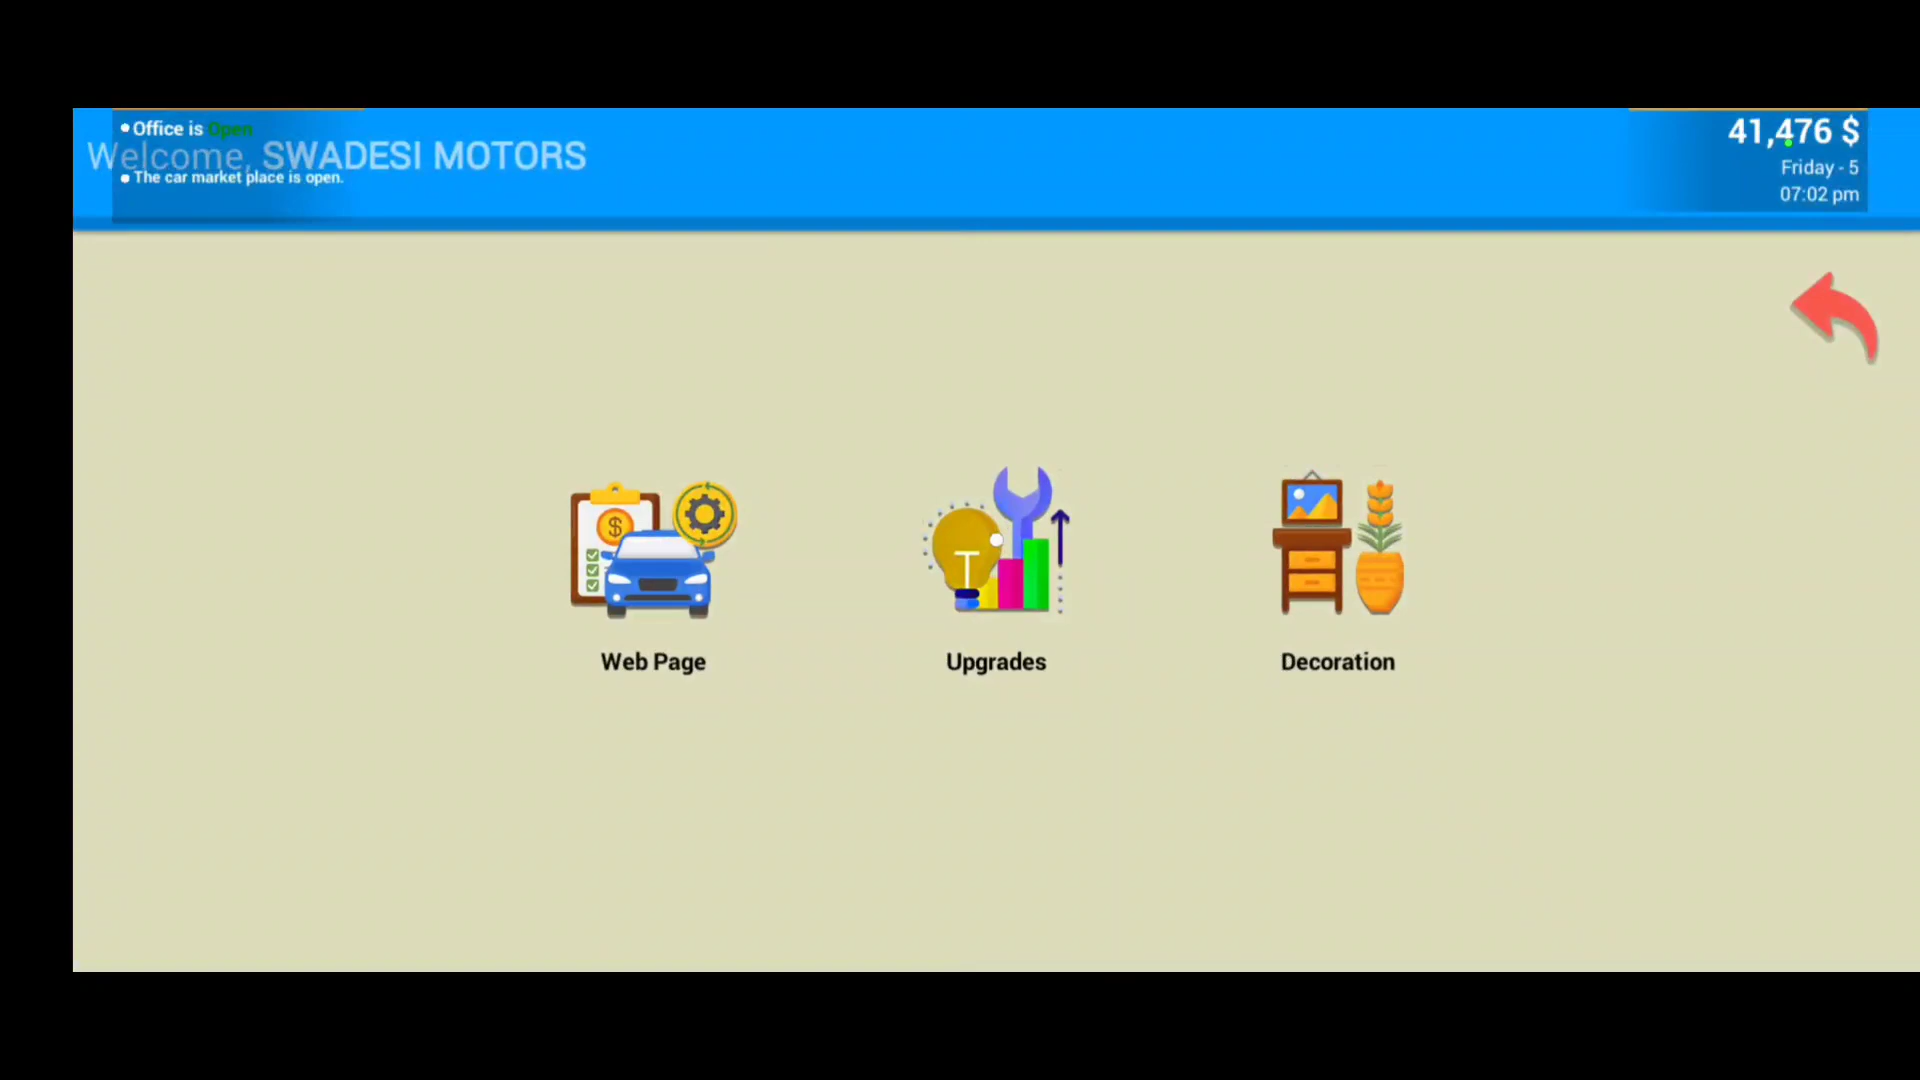 Office is Open
Welcome, SWADESI MOTORS
The car market place is open.
41,476 $
Friday - 5
07:02 pm
$
Web Page
Upgrades
Decoration